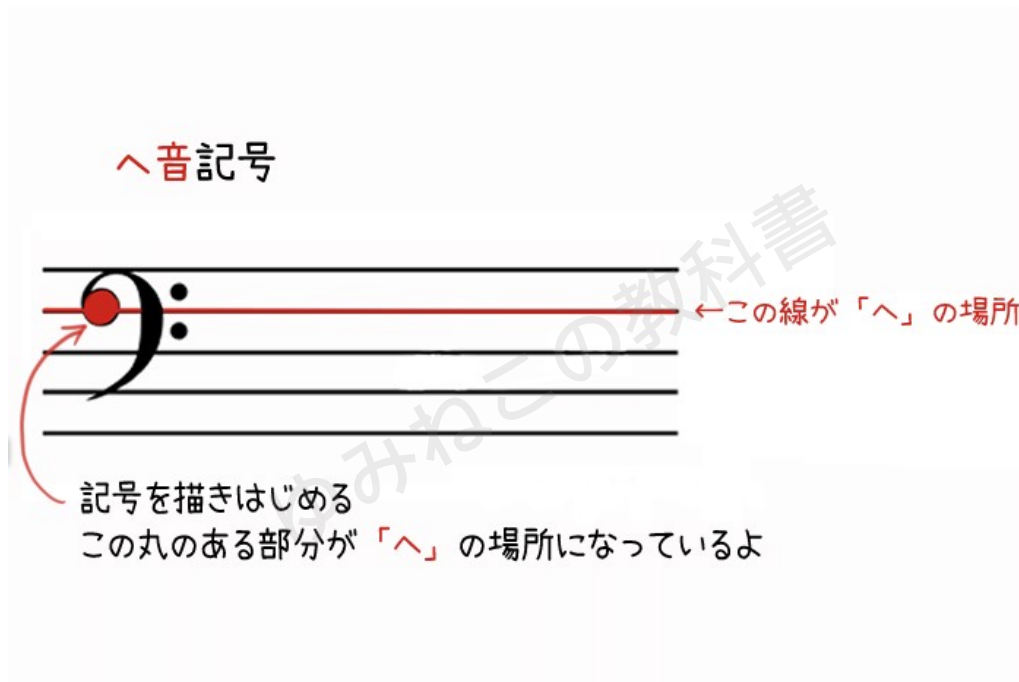 ヘ音記号
←この線が「ヘ」の場所
記号を描きはじめる
この丸のある部分が「ヘ」の場所になっているよ
ゆみねこの教科書